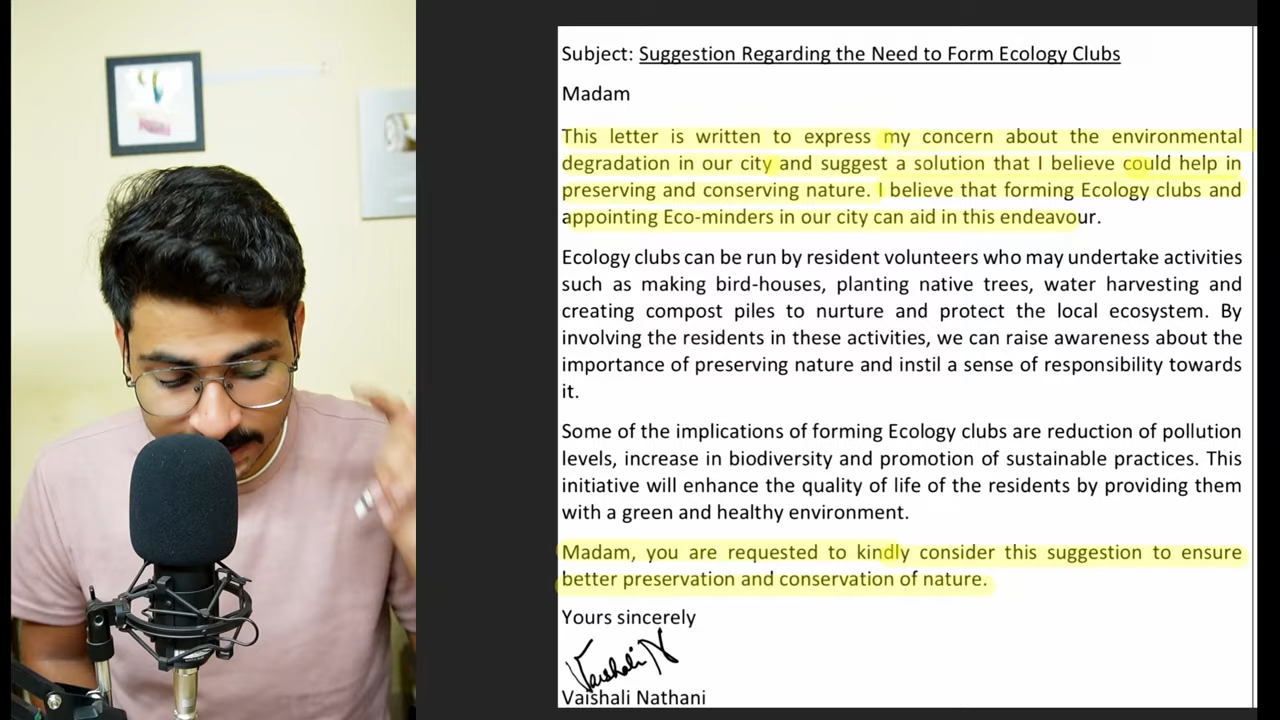 Subject: Suggestion Regarding the Need to Form Ecology Clubs
Madam
This letter is written to express my concern about the environmental
degradation in our city and suggest a solution that I believe could help in
preserving and conserving nature. I believe that forming Ecology clubs and
appointing Eco-minders in our city can aid in this endeavour.
Ecology clubs can be run by resident volunteers who may undertake activities
such as making bird-houses, planting native trees, water harvesting and
creating compost piles to nurture and protect the local ecosystem. By
involving the residents in these activities, we can raise awareness about the
importance of preserving nature and instil a sense of responsibility towards
it.
Some of the implications of forming Ecology clubs are reduction of pollution
levels, increase in biodiversity and promotion of sustainable practices. This
initiative will enhance the quality of life of the residents by providing them
with a green and healthy environment.
Madam, you are requested to kindly consider this suggestion to ensure
better preservation and conservation of nature.
Yours sincerely
Vaishali N
Vaishali Nathani